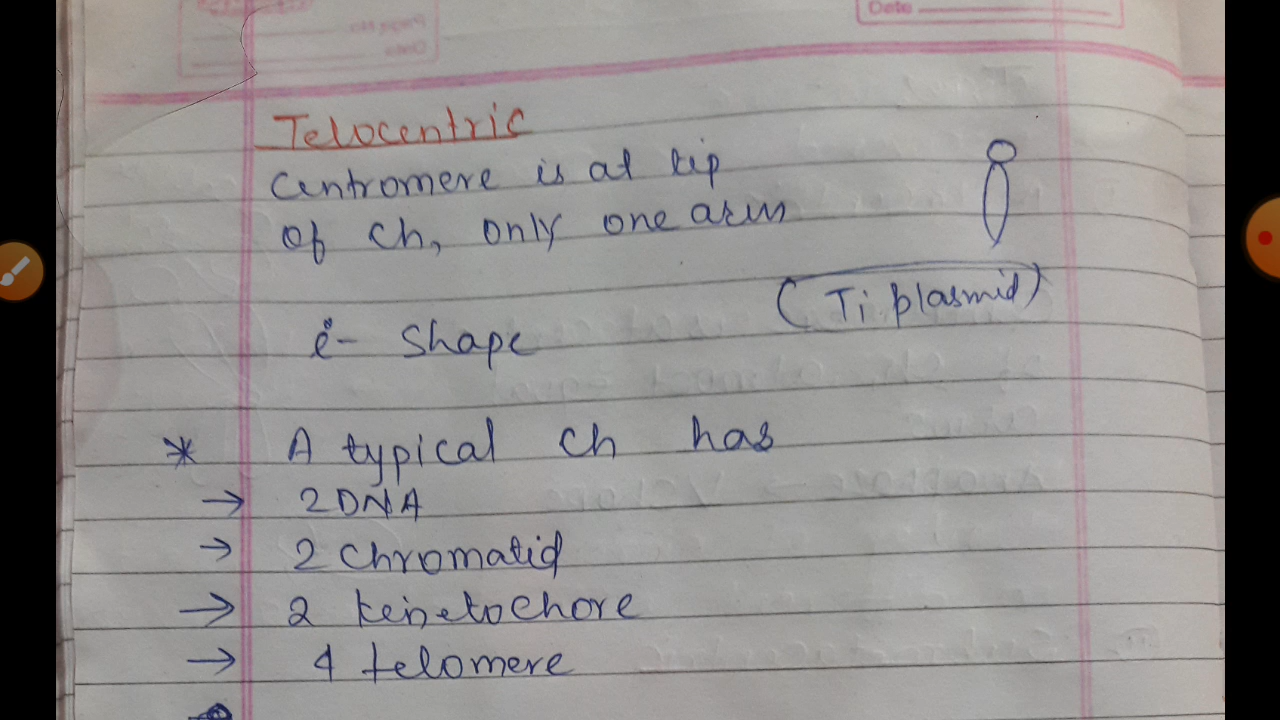 Date
Telocentric
Centromere is at tip
of ch, only one arm
(Ti plasmid)
i- shape
* A typical ch has
→ 2 DNA
→ 2 Chromatid
→ 2 kinetochore
→ 4 telomere